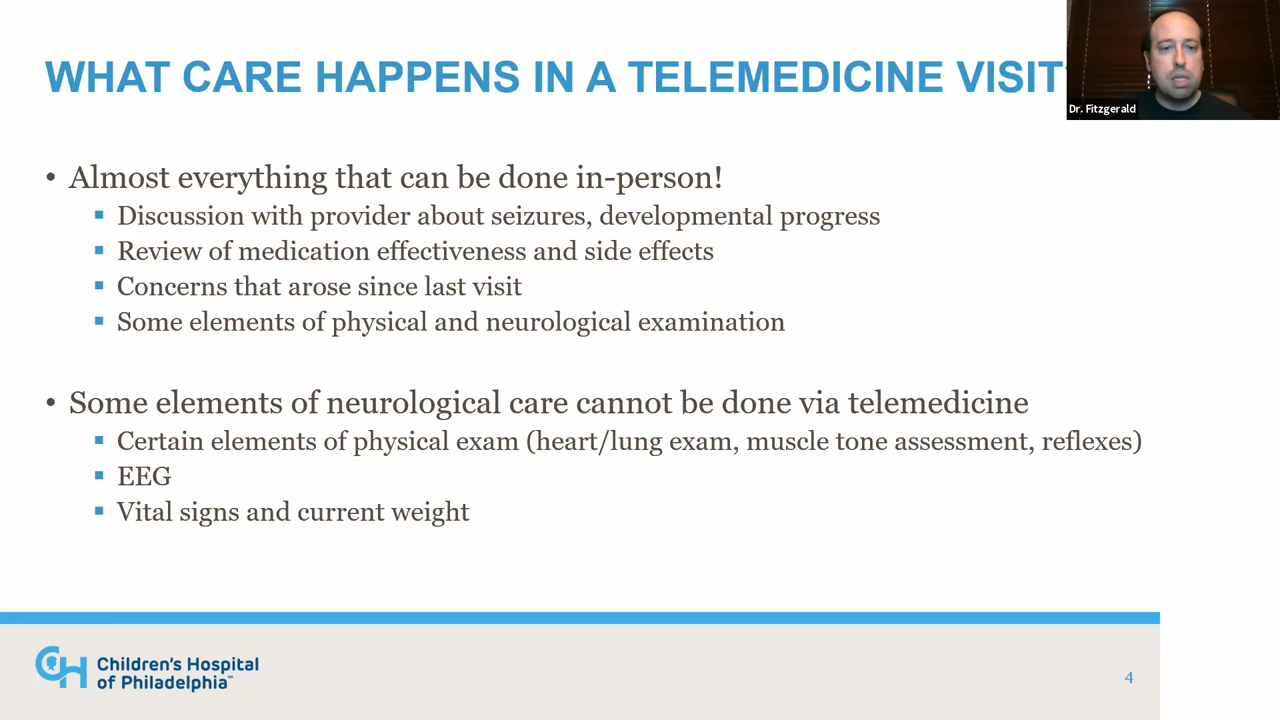 WHAT CARE HAPPENS IN A TELEMEDICINE VISIT?
Dr. Fitzgerald
• Almost everything that can be done in-person!
▪ Discussion with provider about seizures, developmental progress
▪ Review of medication effectiveness and side effects
▪ Concerns that arose since last visit
▪ Some elements of physical and neurological examination
• Some elements of neurological care cannot be done via telemedicine
▪ Certain elements of physical exam (heart/lung exam, muscle tone assessment, reflexes)
▪ EEG
▪ Vital signs and current weight
CH Children's Hospital
of Philadelphia℠
4